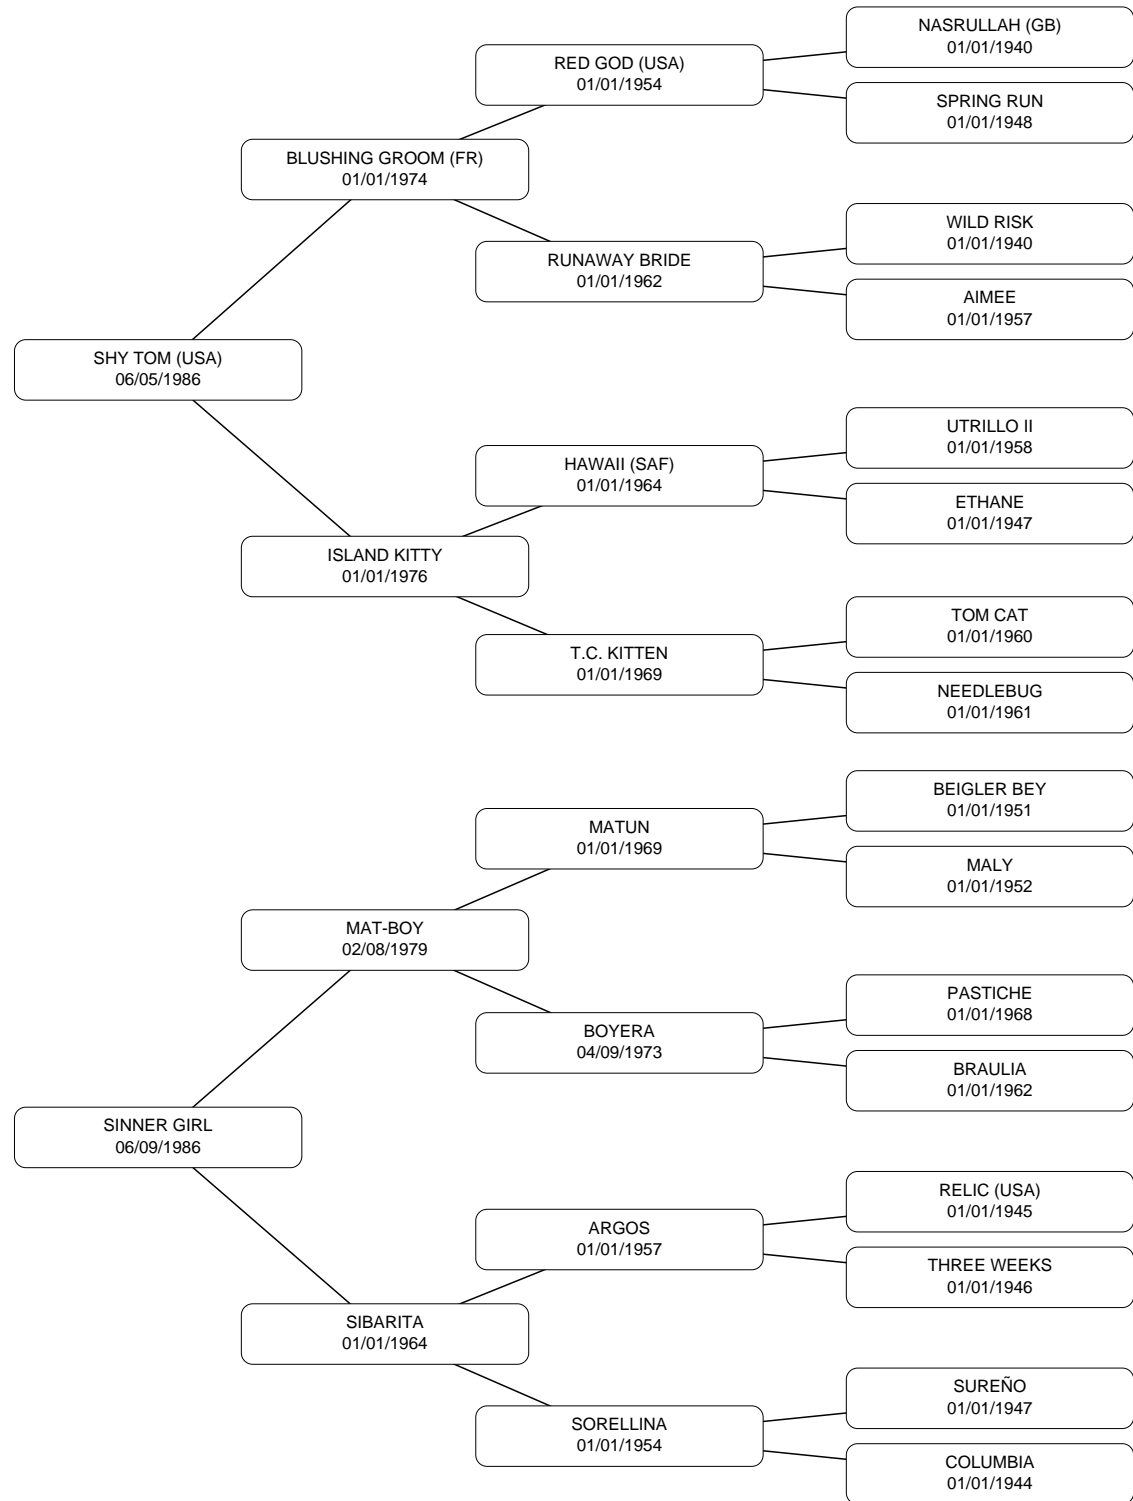 NASRULLAH (GB)
01/01/1940
RED GOD (USA)
01/01/1954
SPRING RUN
01/01/1948
BLUSHING GROOM (FR)
01/01/1974
WILD RISK
01/01/1940
RUNAWAY BRIDE
01/01/1962
AIMEE
01/01/1957
SHY TOM (USA)
06/05/1986
UTRILLO II
01/01/1958
HAWAII (SAF)
01/01/1964
ETHANE
01/01/1947
ISLAND KITTY
01/01/1976
TOM CAT
01/01/1960
T.C. KITTEN
01/01/1969
NEEDLEBUG
01/01/1961
BEIGLER BEY
01/01/1951
MATUN
01/01/1969
MALY
01/01/1952
MAT-BOY
02/08/1979
PASTICHE
01/01/1968
BOYERA
04/09/1973
BRAULIA
01/01/1962
SINNER GIRL
06/09/1986
RELIC (USA)
01/01/1945
ARGOS
01/01/1957
THREE WEEKS
01/01/1946
SIBARITA
01/01/1964
SUREÑO
01/01/1947
SORELLINA
01/01/1954
COLUMBIA
01/01/1944